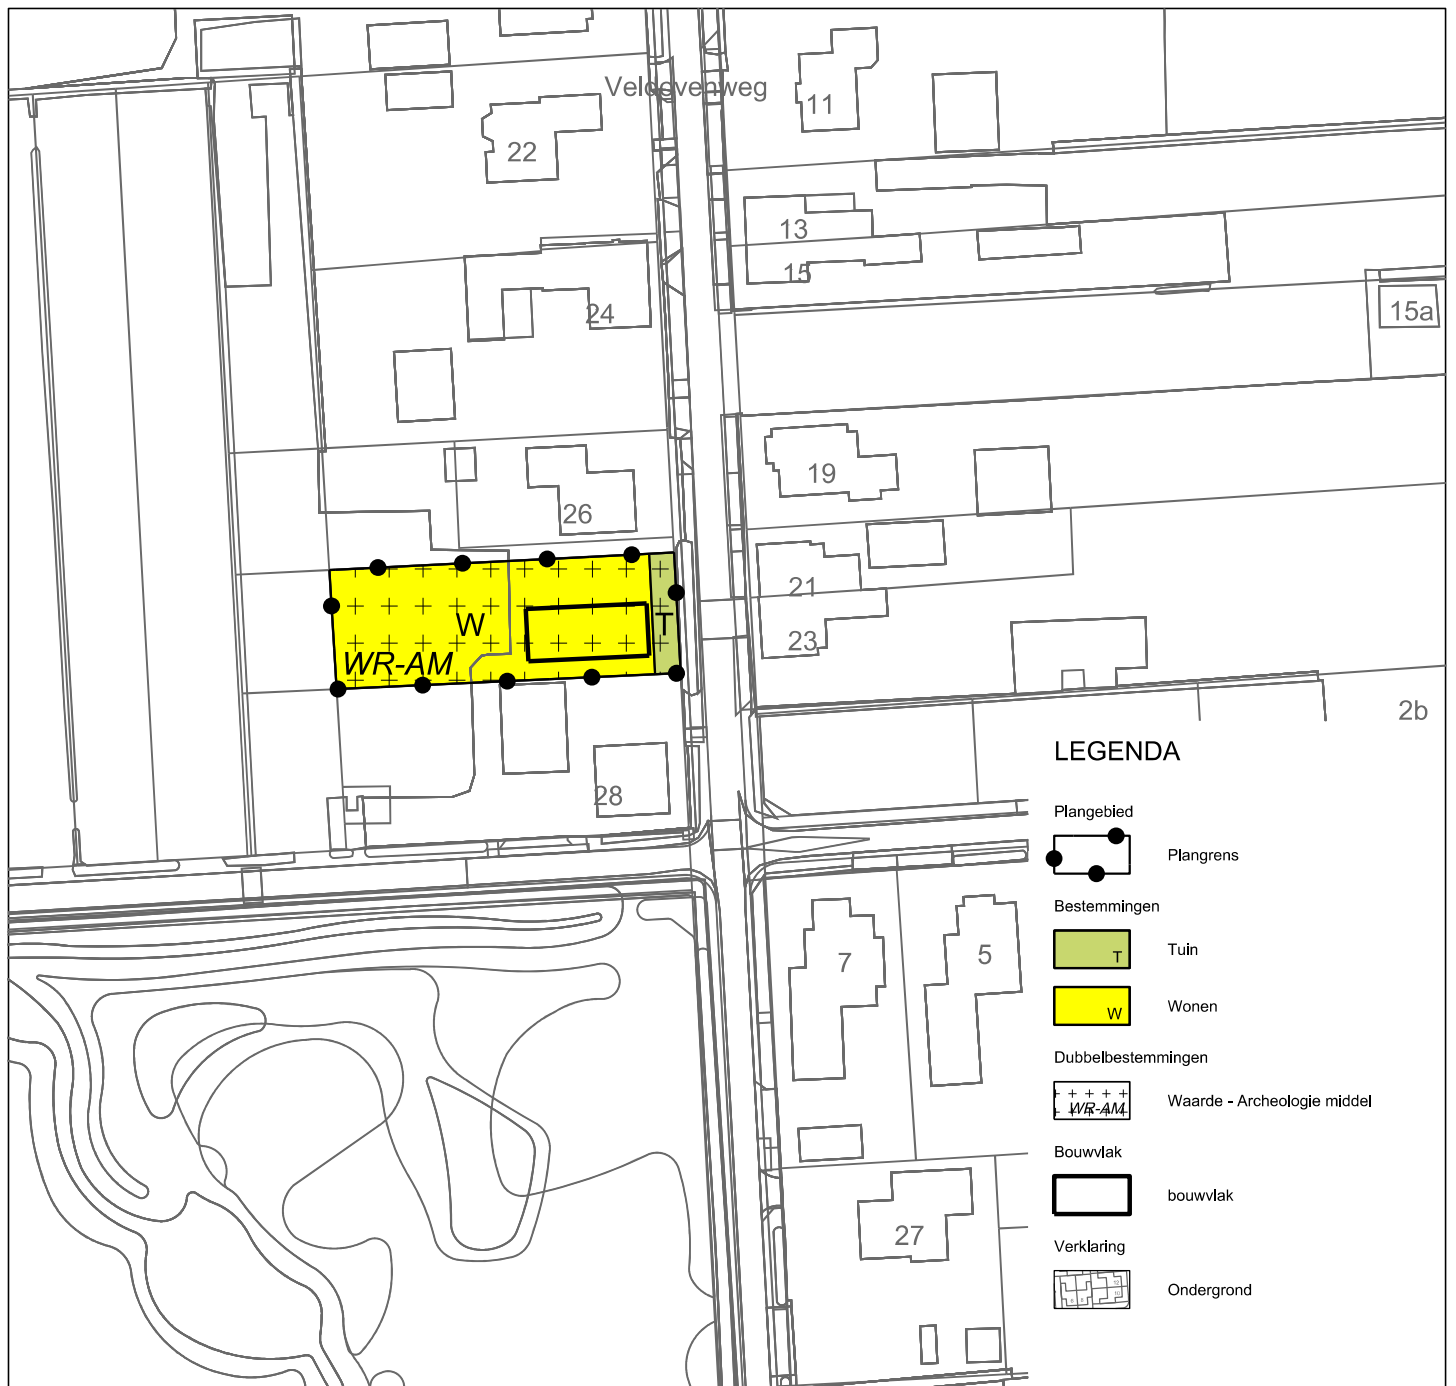 Veldovenweg
11
22
13
15
24
15a
19
26
21
W
T
23
WR-AM
2b
28
LEGENDA
Plangebied
Plangrens
Bestemmingen
T
Tuin
W
Wonen
Dubbelbestemmingen
WR-AM
Waarde - Archeologie middel
Bouwvlak
bouwvlak
Verklaring
Ondergrond
7
5
27